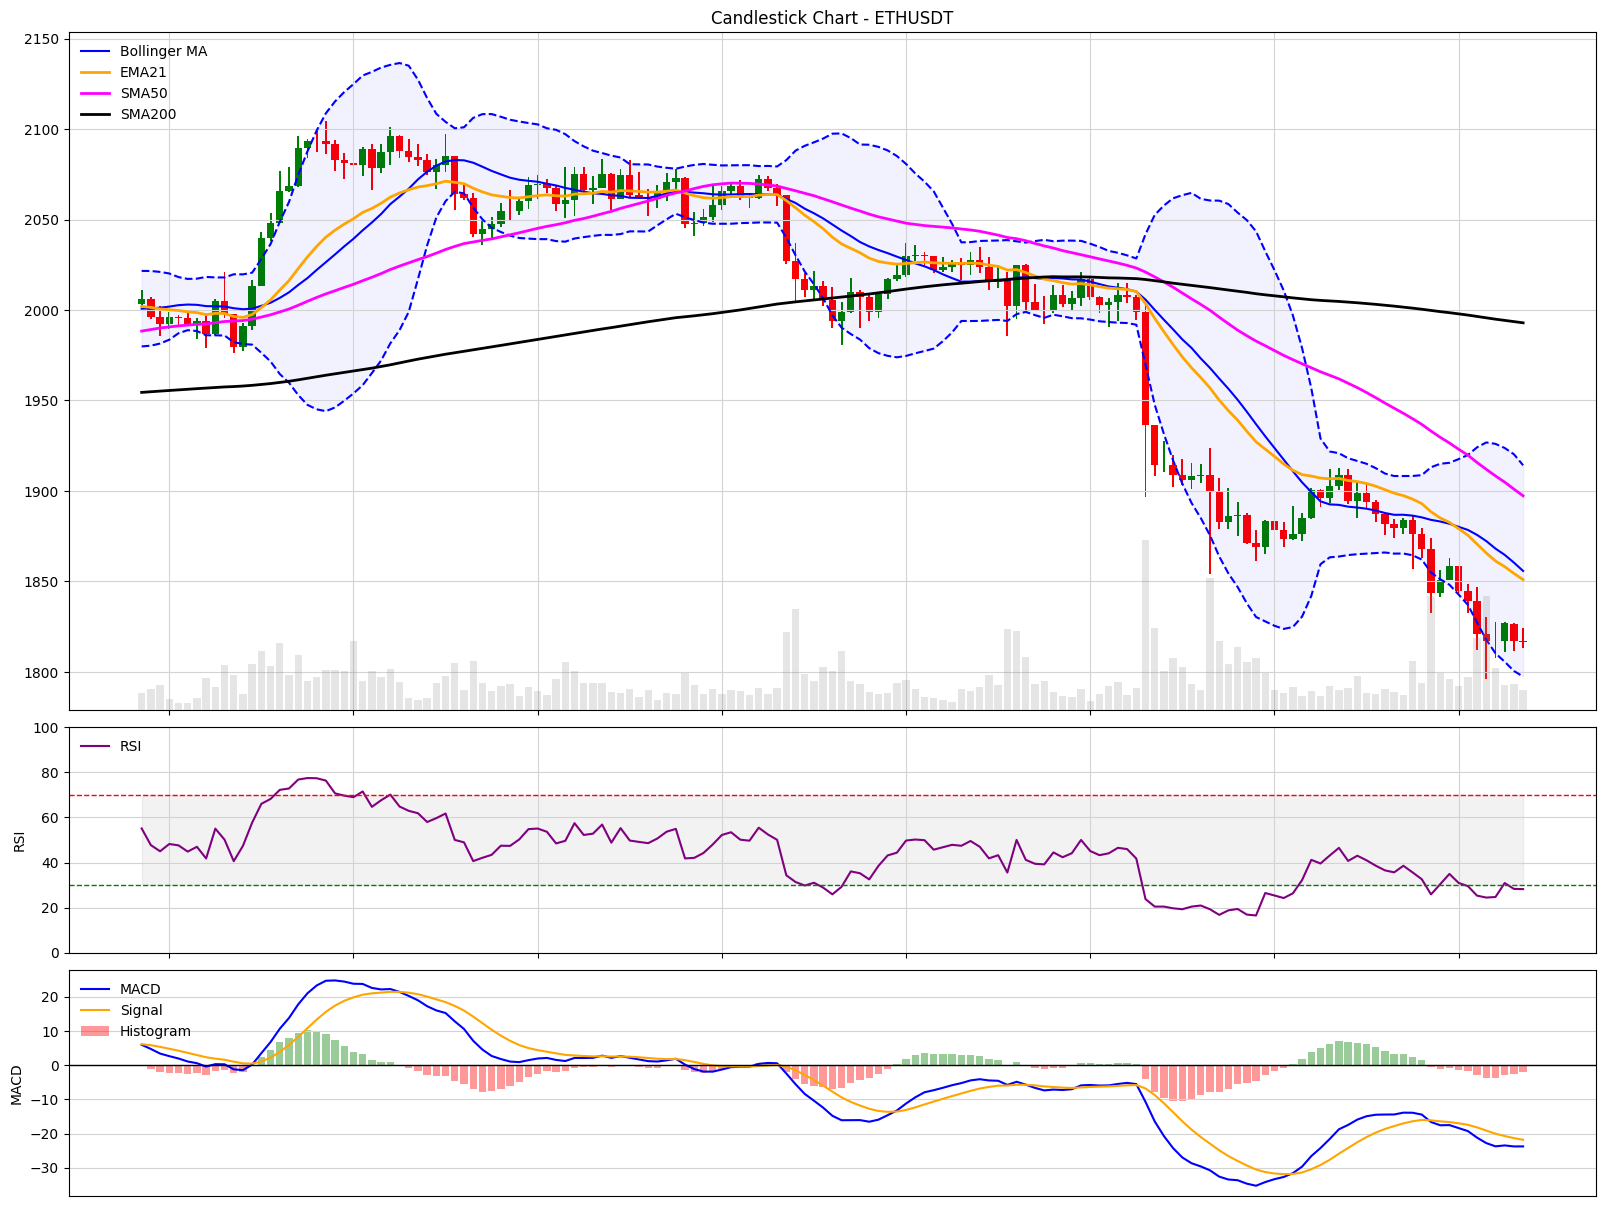 Candlestick Chart - ETHUSDT
2150
2100
2050
2000
1950
1900
1850
1800
Bollinger MA
EMA21
SMA50
SMA200
100
80
60
40
20
0
RSI
RSI
20
10
0
−10
−20
−30
MACD
MACD
Signal
Histogram